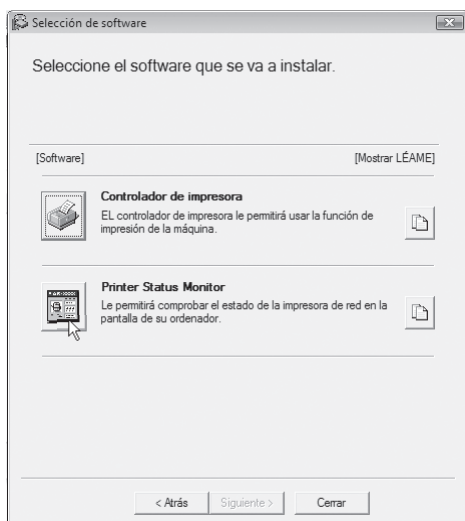 Selección de software
Seleccione el software que se va a instalar.
[Software] [Mostrar LÉAME]
Controlador de impresora
EL controlador de impresora le permitirá usar la función de
impresión de la máquina.
Printer Status Monitor
Le permitirá comprobar el estado de la impresora de red en la
pantalla de su ordenador.
< Atrás Siguiente > Cerrar